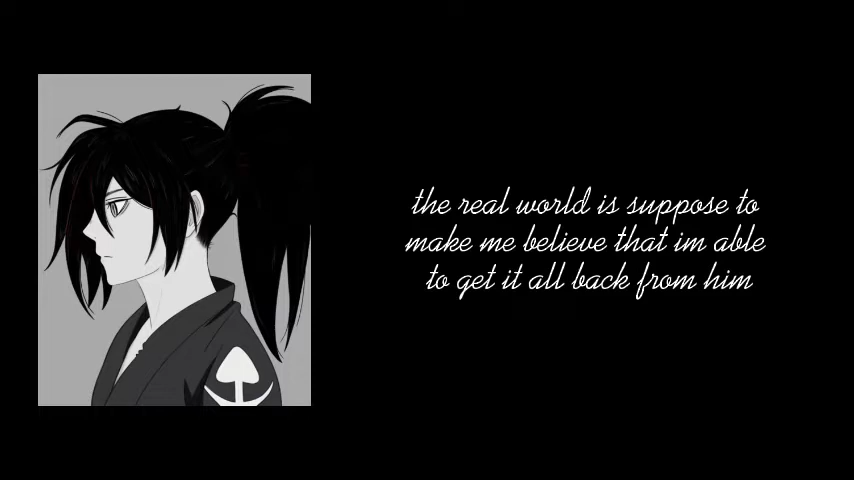 the real world is suppose to
make me believe that im able
to get it all back from him